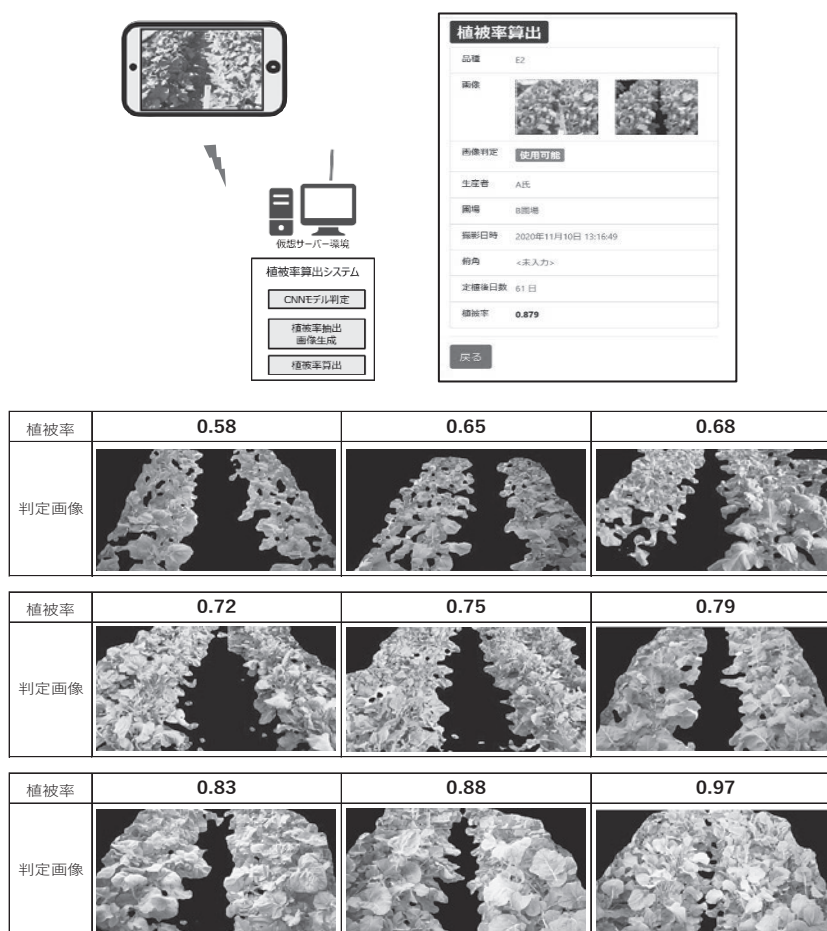 仮想サーバー環境
植被率算出システム
CNNモデル判定
植被率抽出
画像生成
植被率算出
植被率算出
品種 E2
画像
画像判定 使用可能
生産者 A氏
圃場 B圃場
撮影日時 2020年11月10日 13:16:49
俯角 <未入力>
定植後日数 61 日
植被率 0.879
戻る
植被率 0.58 0.65 0.68
判定画像
植被率 0.72 0.75 0.79
判定画像
植被率 0.83 0.88 0.97
判定画像